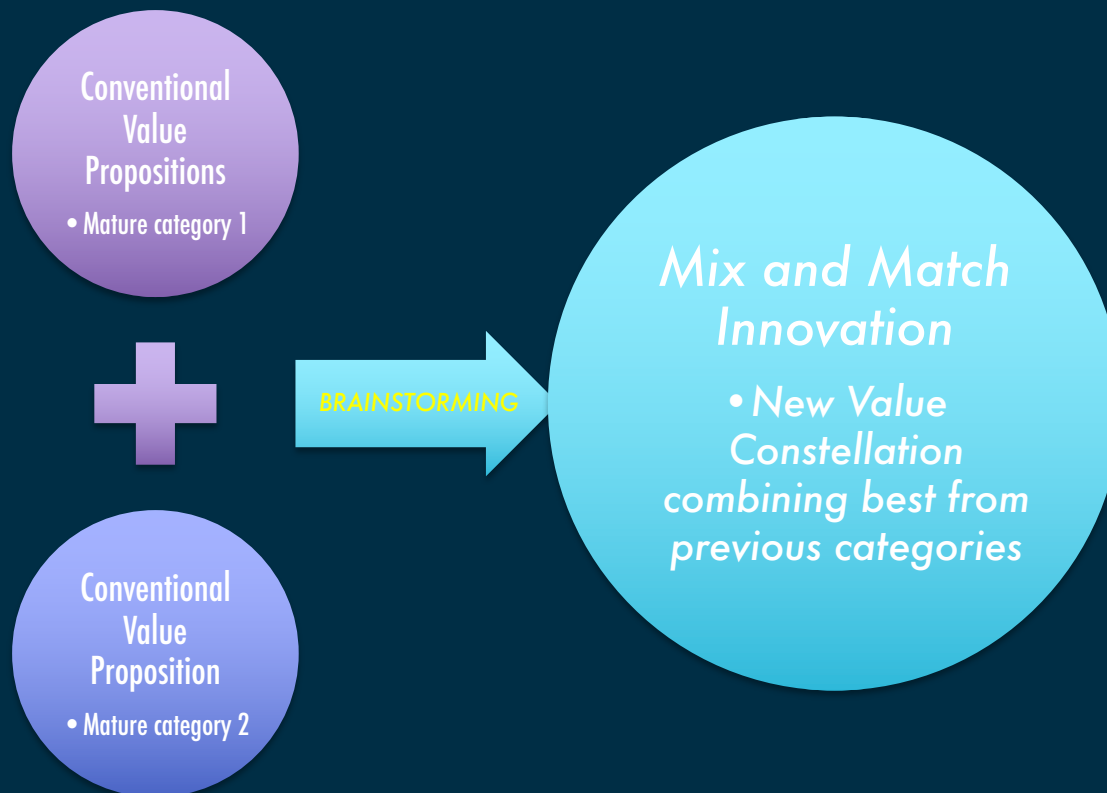 Conventional
Value
Propositions
• Mature category 1
BRAINSTORMING
Conventional
Value
Proposition
• Mature category 2
Mix and Match
Innovation
• New Value
Constellation
combining best from
previous categories